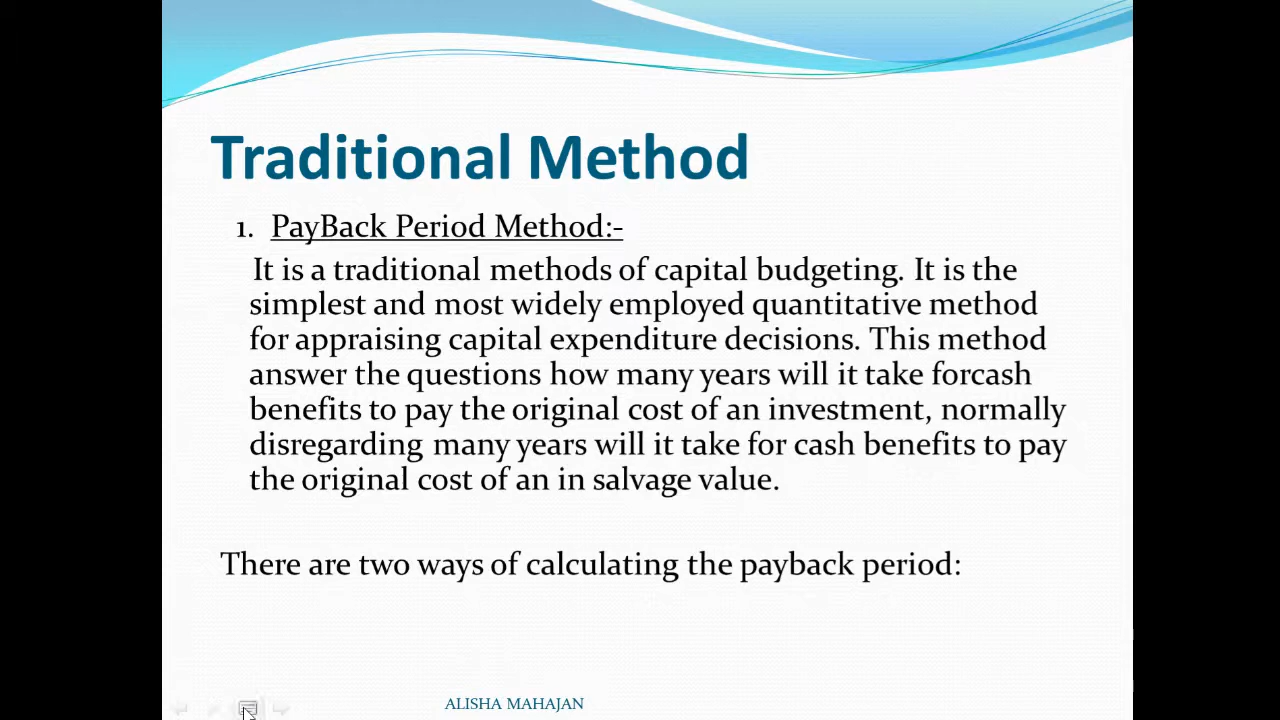 Traditional Method
1. PayBack Period Method:-
It is a traditional methods of capital budgeting. It is the
simplest and most widely employed quantitative method
for appraising capital expenditure decisions. This method
answer the questions how many years will it take forcash
benefits to pay the original cost of an investment, normally
disregarding many years will it take for cash benefits to pay
the original cost of an in salvage value.
There are two ways of calculating the payback period:
ALISHA MAHAJAN